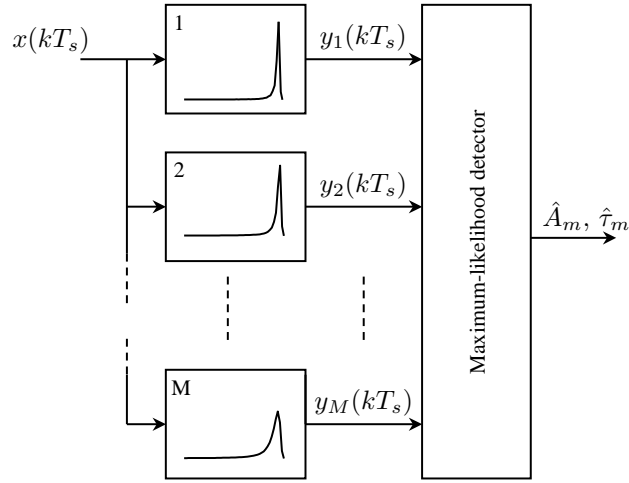 1
x(kT_s)
y_1(kT_s)
2
y_2(kT_s)
Maximum-likelihood detector
Â_m, τ̂_m
M
y_M(kT_s)